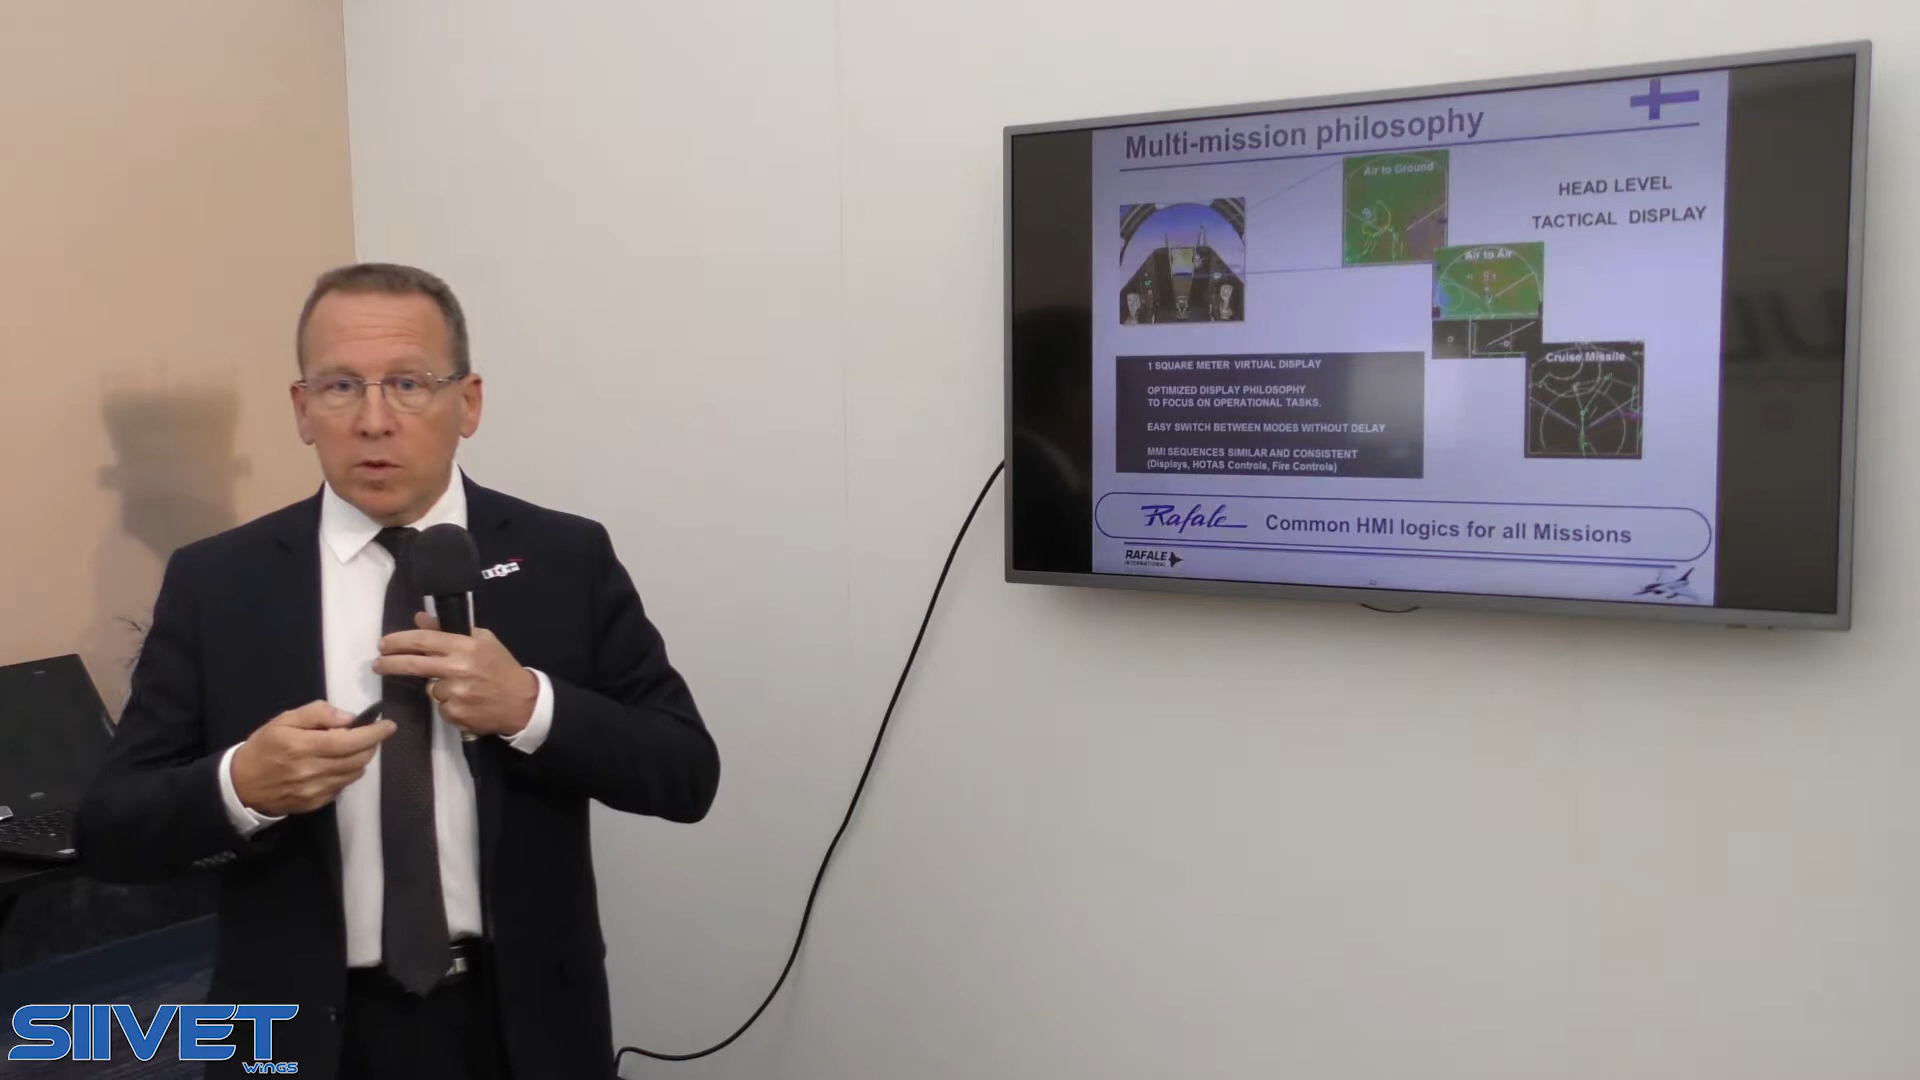 Multi-mission philosophy
Air to Ground
HEAD LEVEL
TACTICAL DISPLAY
Air to Air
Cruise Missile
1 SQUARE METER VIRTUAL DISPLAY
OPTIMIZED DISPLAY PHILOSOPHY
TO FOCUS ON OPERATIONAL TASKS.
EASY SWITCH BETWEEN MODES WITHOUT DELAY
MMI SEQUENCES SIMILAR AND CONSISTENT
(Displays, HOTAS Controls, Fire Controls)
Rafale Common HMI logics for all Missions
RAFALE
INTERNATIONAL
SIIVET
WINGS